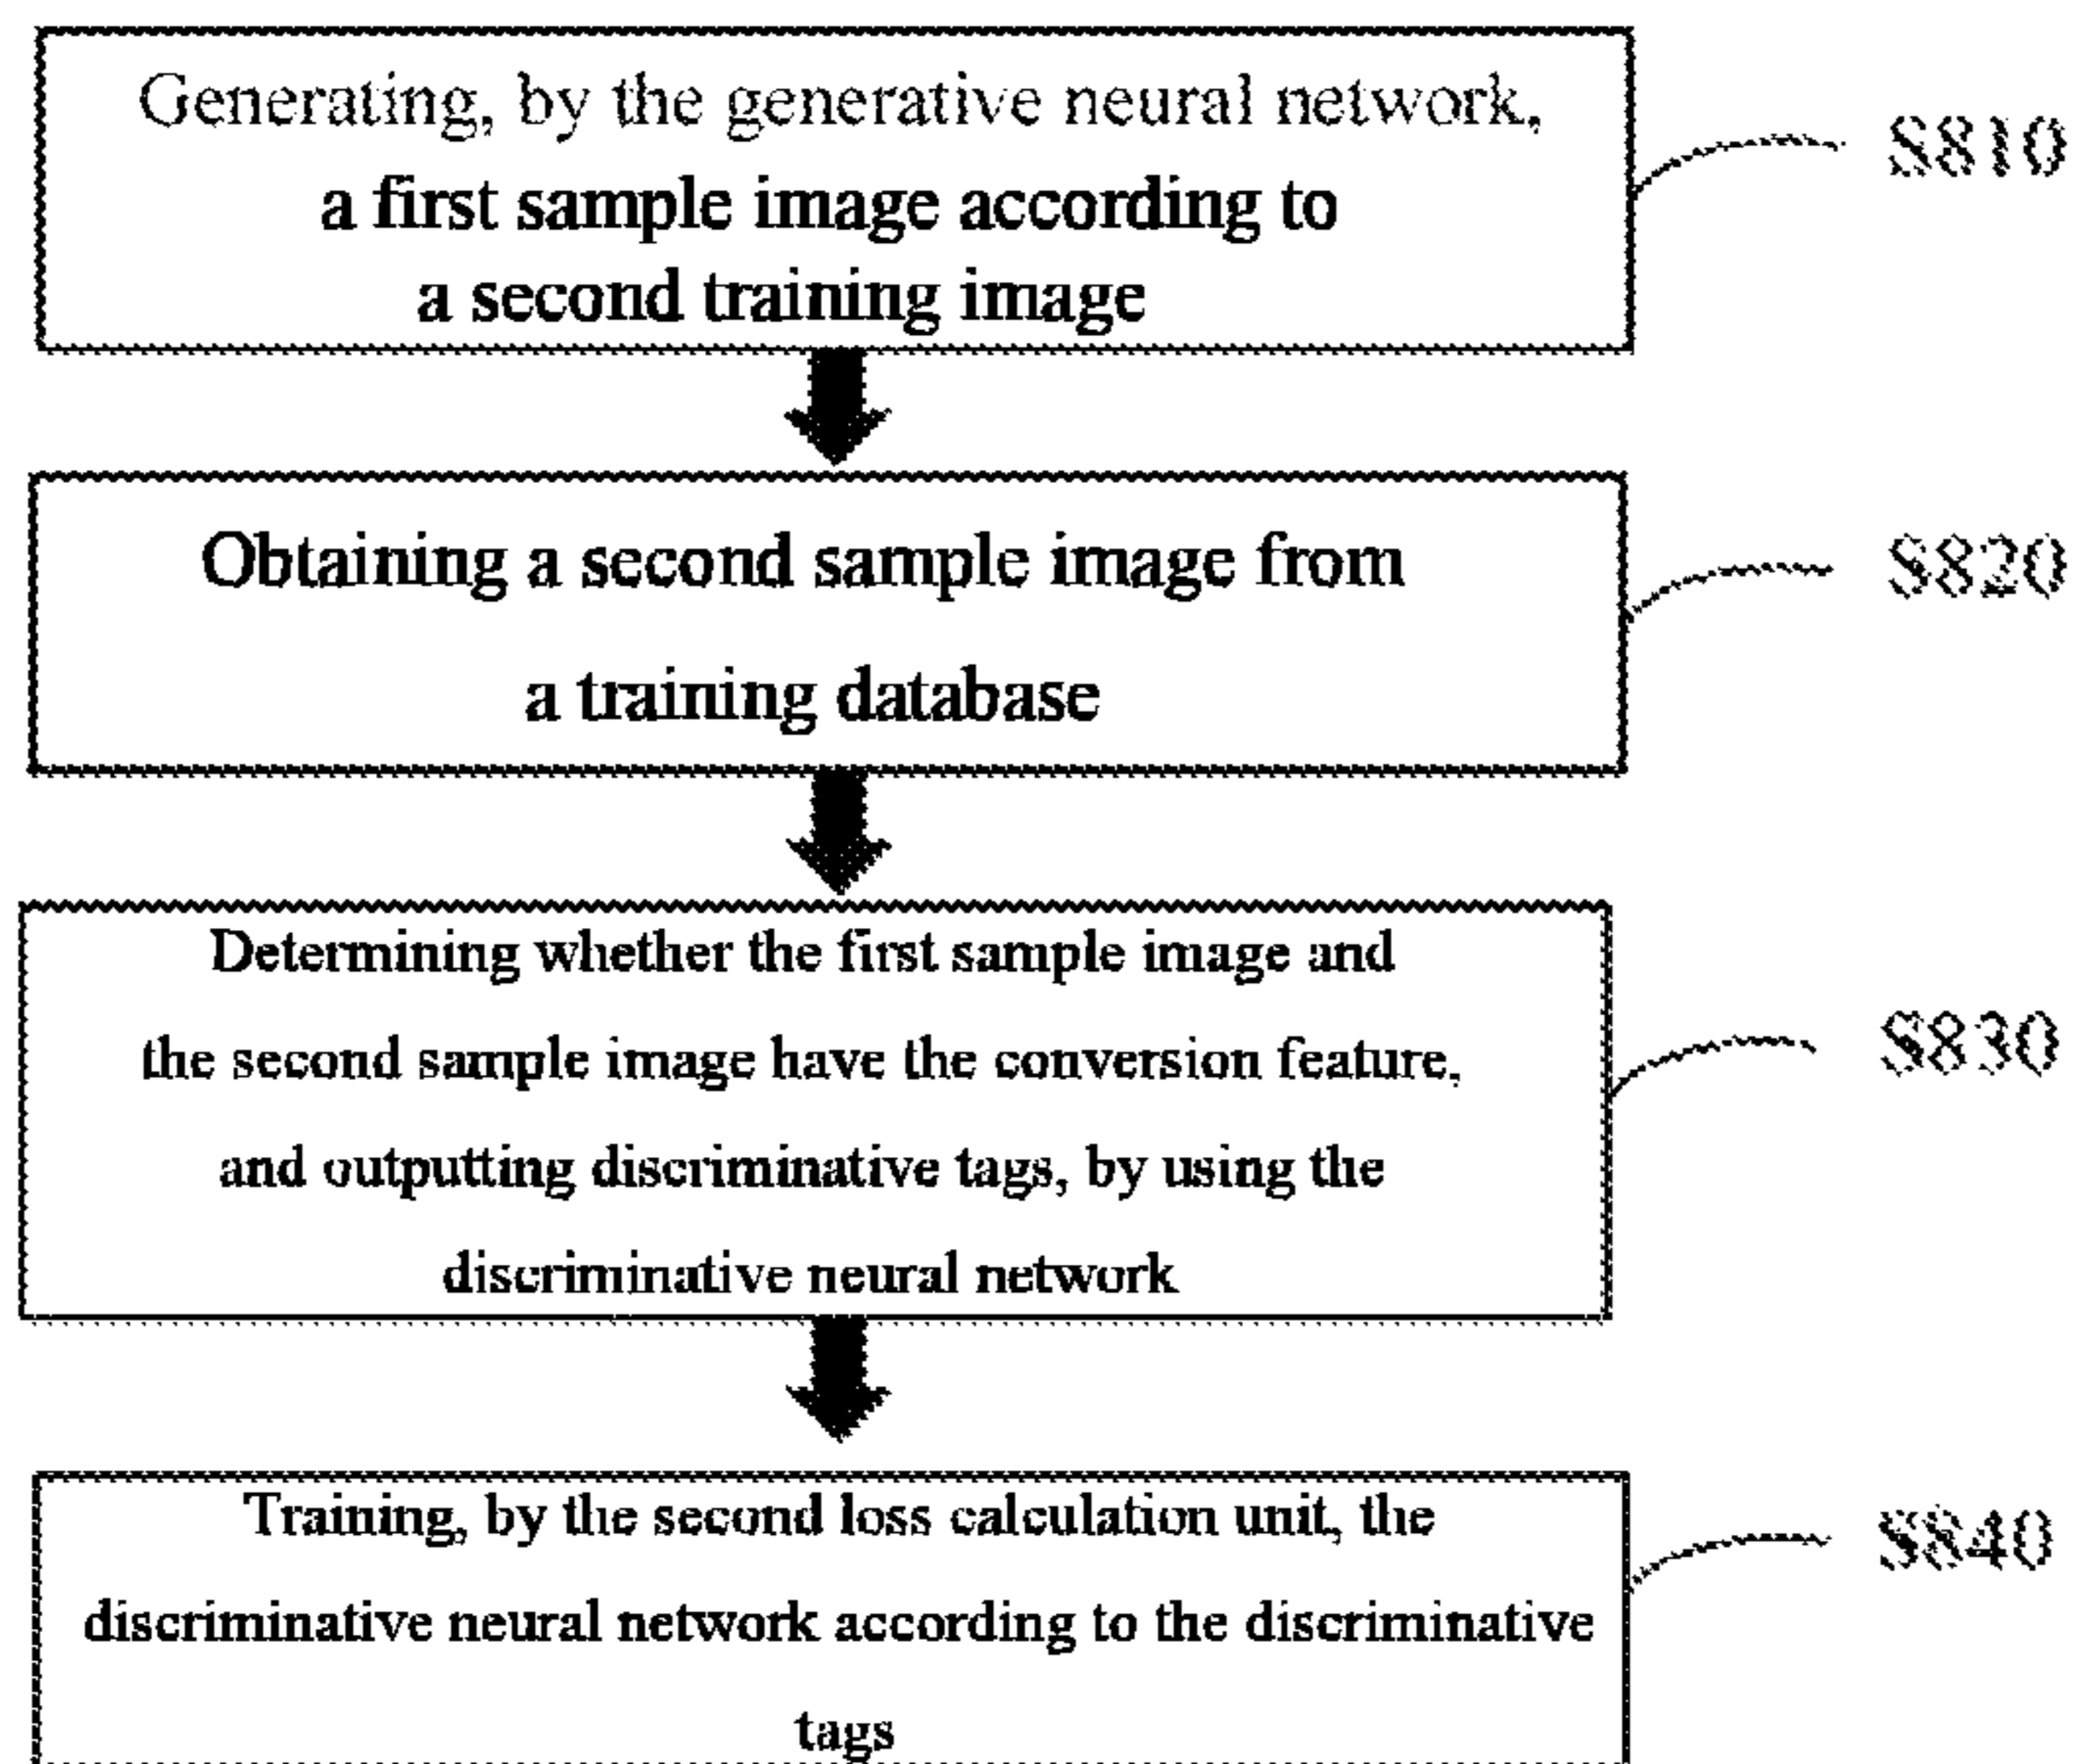 Generating, by the generative neural network,
a first sample image according to
a second training image
S810
Obtaining a second sample image from
a training database
S820
Determining whether the first sample image and
the second sample image have the conversion feature,
and outputting discriminative tags, by using the
discriminative neural network
S830
Training, by the second loss calculation unit, the
discriminative neural network according to the discriminative
tags
S840